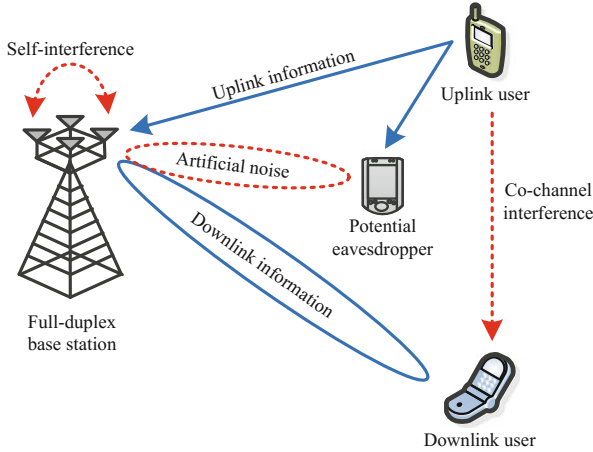 Self-interference
Uplink information
Uplink user
Artificial noise
Co-channel
interference
Potential
eavesdropper
Downlink information
Full-duplex
base station
Downlink user